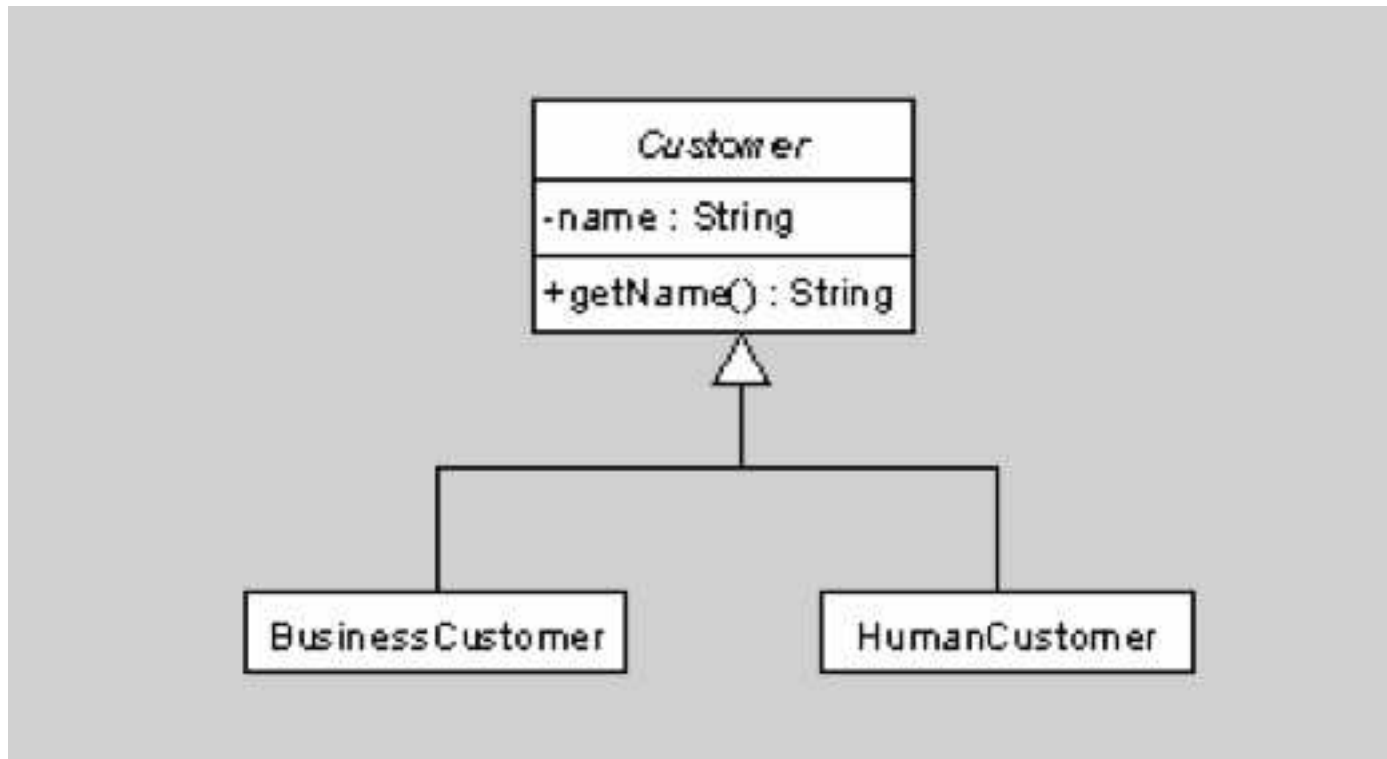 Customer
-name : String
+getName() : String
BusinessCustomer
HumanCustomer